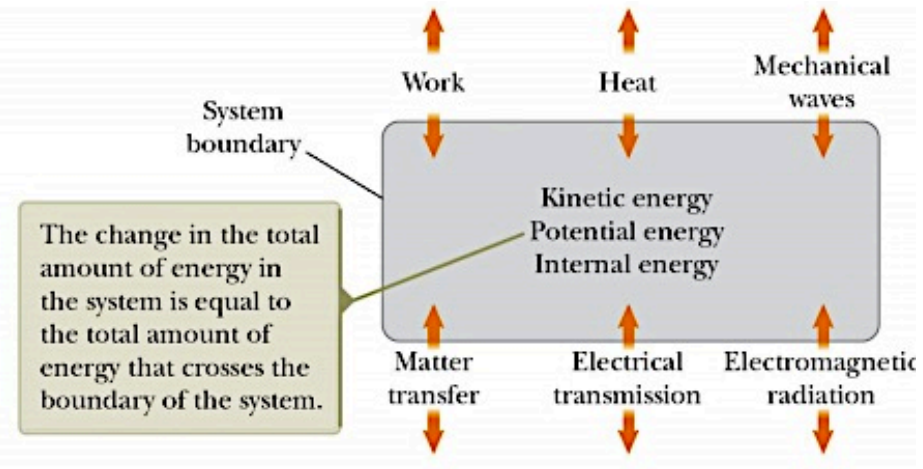 Work
Heat
Mechanical
waves
System
boundary
Kinetic energy
Potential energy
Internal energy
The change in the total
amount of energy in
the system is equal to
the total amount of
energy that crosses the
boundary of the system.
Matter
transfer
Electrical
transmission
Electromagnetic
radiation